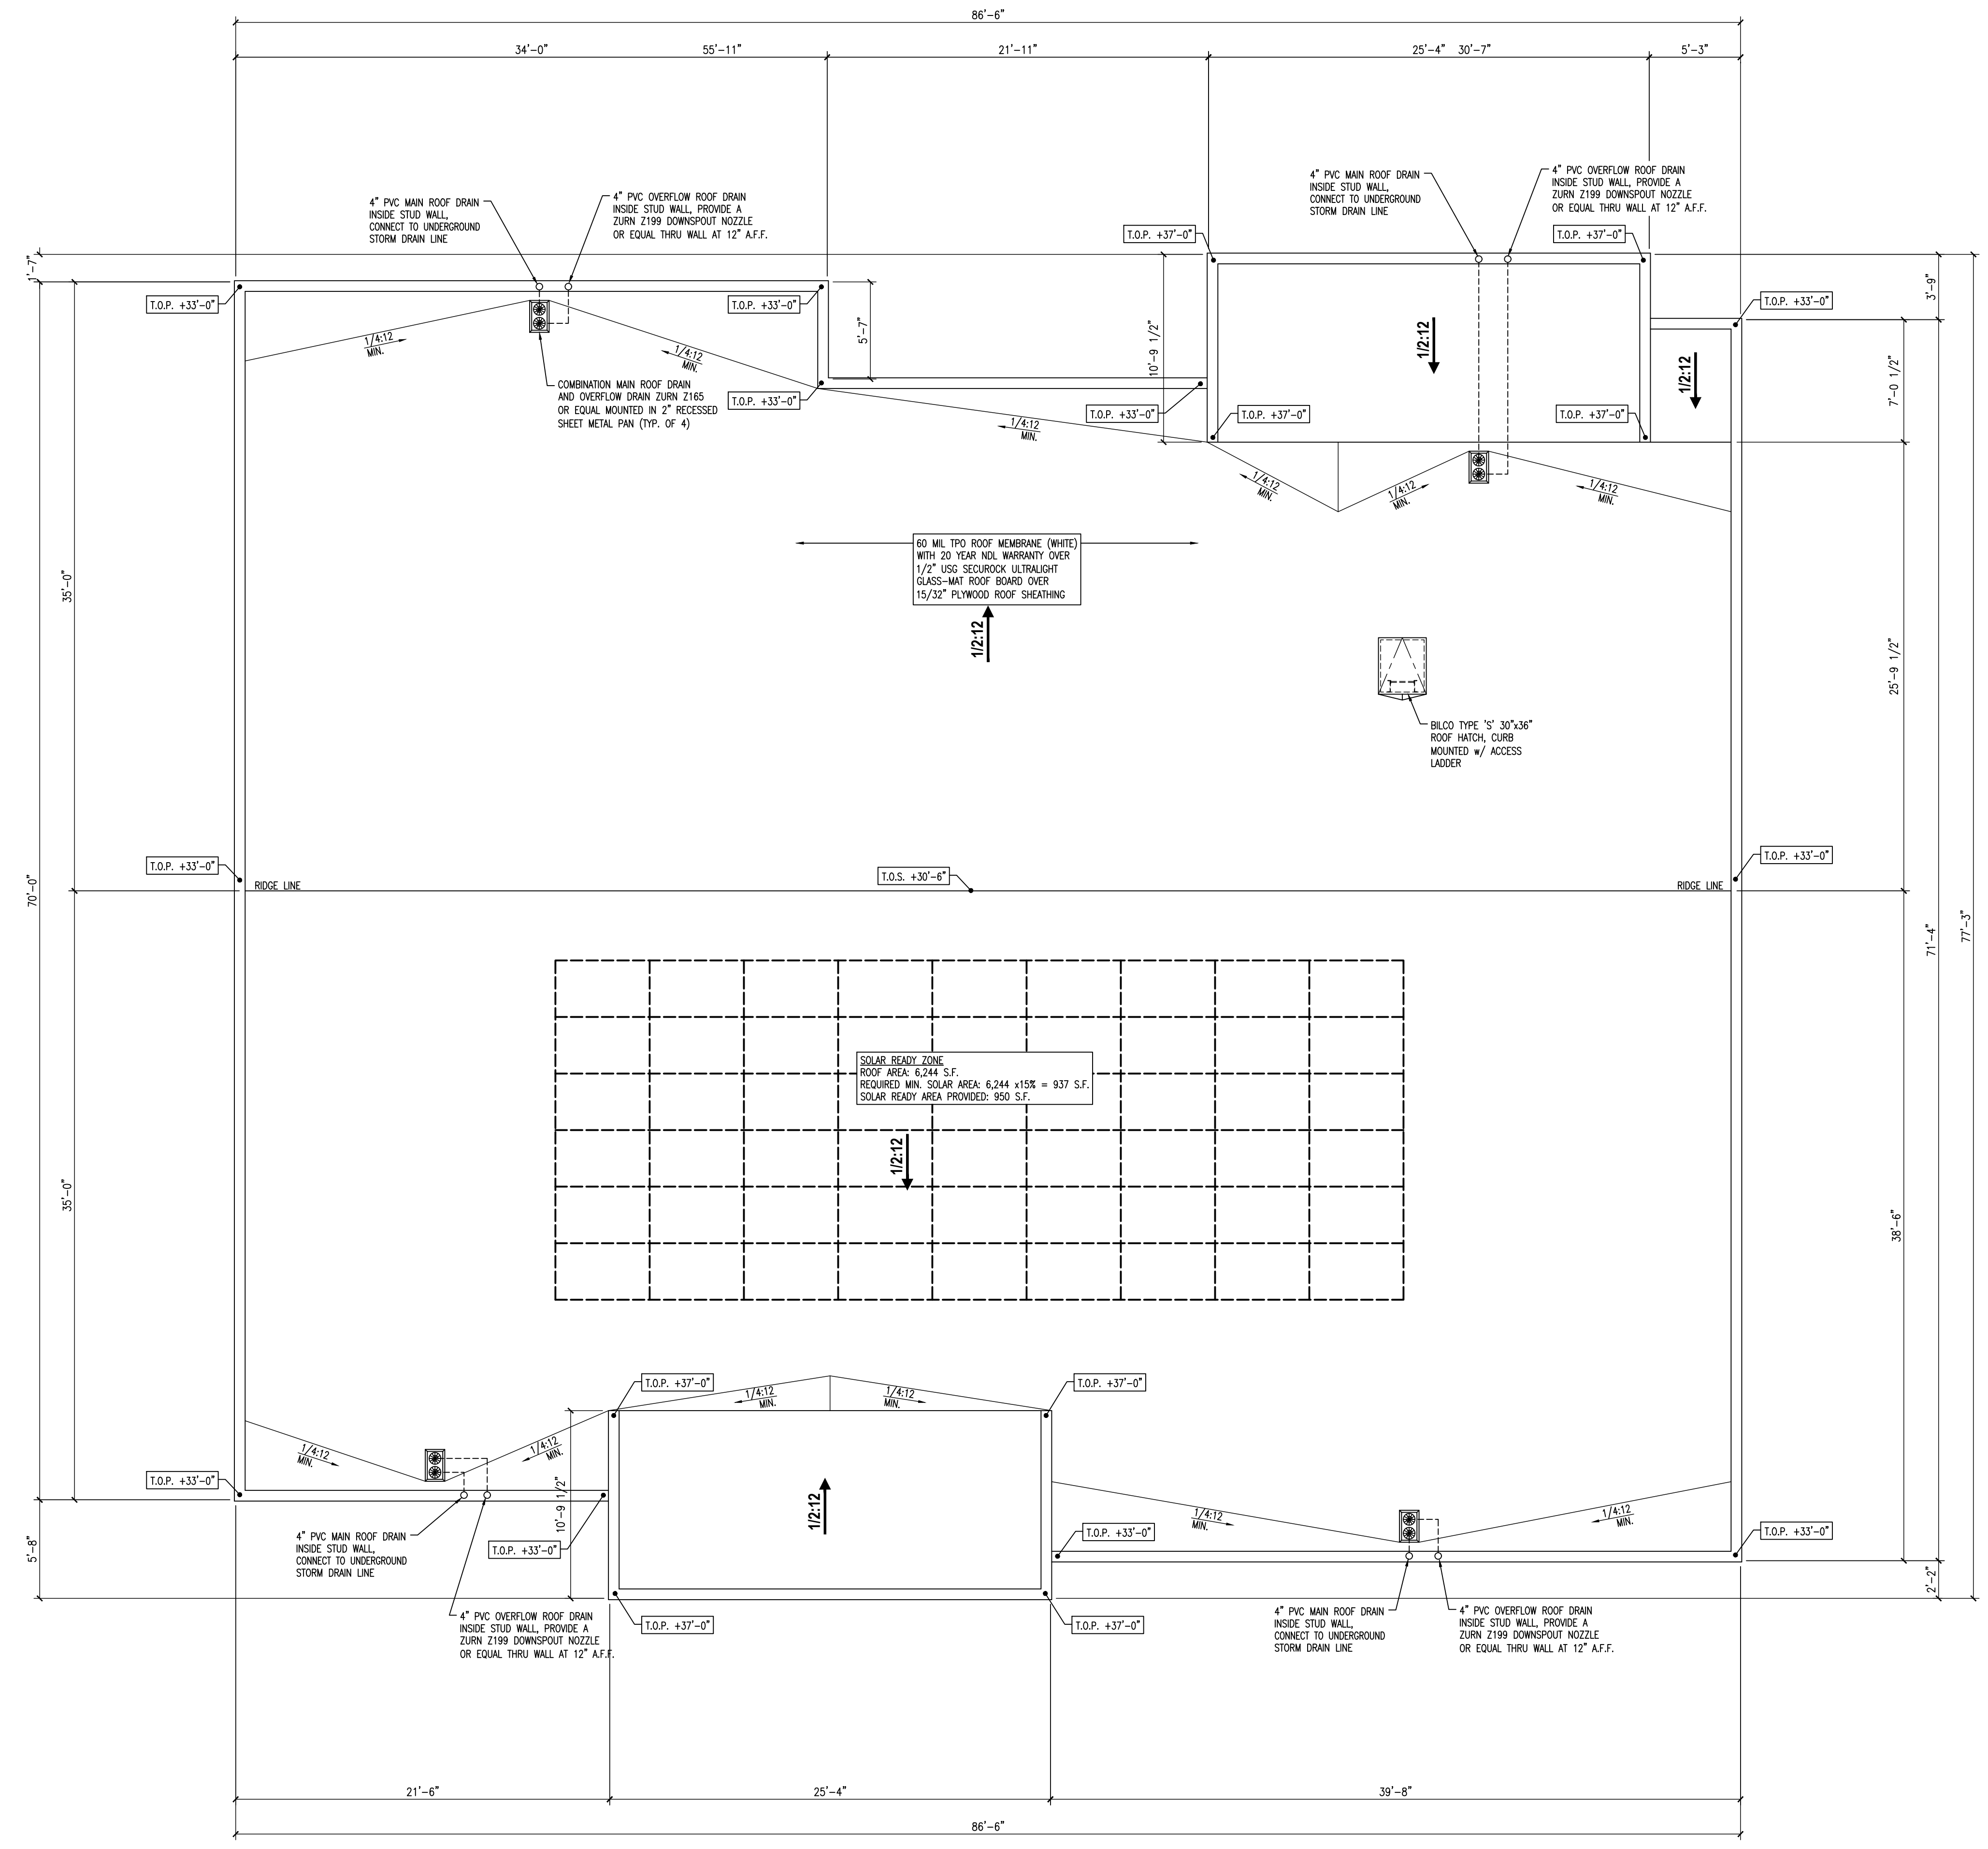 86'-6"
34'-0"
55'-11"
21'-11"
25'-4"
30'-7"
5'-3"
4" PVC MAIN ROOF DRAIN
INSIDE STUD WALL,
CONNECT TO UNDERGROUND
STORM DRAIN LINE
4" PVC OVERFLOW ROOF DRAIN
INSIDE STUD WALL, PROVIDE A
ZURN Z199 DOWNSPOUT NOZZLE
OR EQUAL THRU WALL AT 12" A.F.F.
4" PVC MAIN ROOF DRAIN
INSIDE STUD WALL,
CONNECT TO UNDERGROUND
STORM DRAIN LINE
4" PVC OVERFLOW ROOF DRAIN
INSIDE STUD WALL, PROVIDE A
ZURN Z199 DOWNSPOUT NOZZLE
OR EQUAL THRU WALL AT 12" A.F.F.
T.O.P. +37'-0"
T.O.P. +37'-0"
1'-7"
T.O.P. +33'-0"
T.O.P. +33'-0"
T.O.P. +33'-0"
3'-9"
1/4:12
MIN.
1/4:12
MIN.
5'-7"
10'-9 1/2"
1/2:12
1/2:12
7'-0 1/2"
COMBINATION MAIN ROOF DRAIN
AND OVERFLOW DRAIN ZURN Z165
OR EQUAL MOUNTED IN 2" RECESSED
SHEET METAL PAN (TYP. OF 4)
T.O.P. +33'-0"
T.O.P. +33'-0"
T.O.P. +37'-0"
T.O.P. +37'-0"
1/4:12
MIN.
1/4:12
MIN.
1/4:12
MIN.
1/4:12
MIN.
60 MIL TPO ROOF MEMBRANE (WHITE)
WITH 20 YEAR NDL WARRANTY OVER
1/2" USG SECUROCK ULTRALIGHT
GLASS-MAT ROOF BOARD OVER
15/32" PLYWOOD ROOF SHEATHING
35'-0"
1/2:12
25'-9 1/2"
BILCO TYPE 'S' 30"x36"
ROOF HATCH, CURB
MOUNTED w/ ACCESS
LADDER
T.O.P. +33'-0"
T.O.S. +30'-6"
T.O.P. +33'-0"
RIDGE LINE
RIDGE LINE
70'-0"
71'-4"
77'-3"
SOLAR READY ZONE
ROOF AREA: 6,244 S.F.
REQUIRED MIN. SOLAR AREA: 6,244 x15% = 937 S.F.
SOLAR READY AREA PROVIDED: 950 S.F.
1/2:12
35'-0"
38'-6"
T.O.P. +37'-0"
T.O.P. +37'-0"
1/4:12
MIN.
1/4:12
MIN.
1/4:12
MIN.
1/4:12
MIN.
T.O.P. +33'-0"
10'-9 1/2"
1/2:12
1/4:12
MIN.
1/4:12
MIN.
T.O.P. +33'-0"
T.O.P. +33'-0"
T.O.P. +33'-0"
5'-8"
2'-2"
4" PVC MAIN ROOF DRAIN
INSIDE STUD WALL,
CONNECT TO UNDERGROUND
STORM DRAIN LINE
4" PVC OVERFLOW ROOF DRAIN
INSIDE STUD WALL, PROVIDE A
ZURN Z199 DOWNSPOUT NOZZLE
OR EQUAL THRU WALL AT 12" A.F.F.
T.O.P. +37'-0"
T.O.P. +37'-0"
4" PVC MAIN ROOF DRAIN
INSIDE STUD WALL,
CONNECT TO UNDERGROUND
STORM DRAIN LINE
4" PVC OVERFLOW ROOF DRAIN
INSIDE STUD WALL, PROVIDE A
ZURN Z199 DOWNSPOUT NOZZLE
OR EQUAL THRU WALL AT 12" A.F.F.
21'-6"
25'-4"
39'-8"
86'-6"